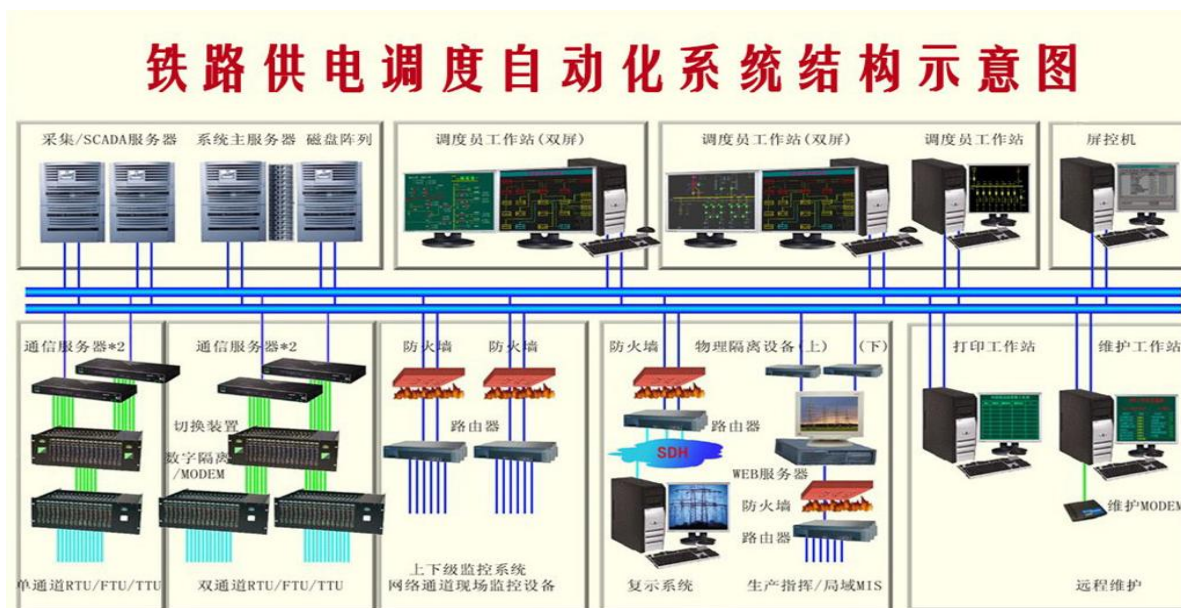 铁路供电调度自动化系统结构示意图
采集/SCADA服务器 系统主服务器 磁盘阵列
调度员工作站(双屏)
调度员工作站(双屏) 调度员工作站
屏控机
通信服务器*2
通信服务器*2
切换装置
数字隔离
/MODEM
单通道RTU/FTU/TTU
双通道RTU/FTU/TTU
防火墙 防火墙
路由器
上下级监控系统
网络通道现场监控设备
防火墙 物理隔离设备(上) (下)
路由器
SDH
WEB服务器
防火墙
路由器
复示系统
生产指挥/局域MIS
打印工作站
维护工作站
维护MODEM
远程维护